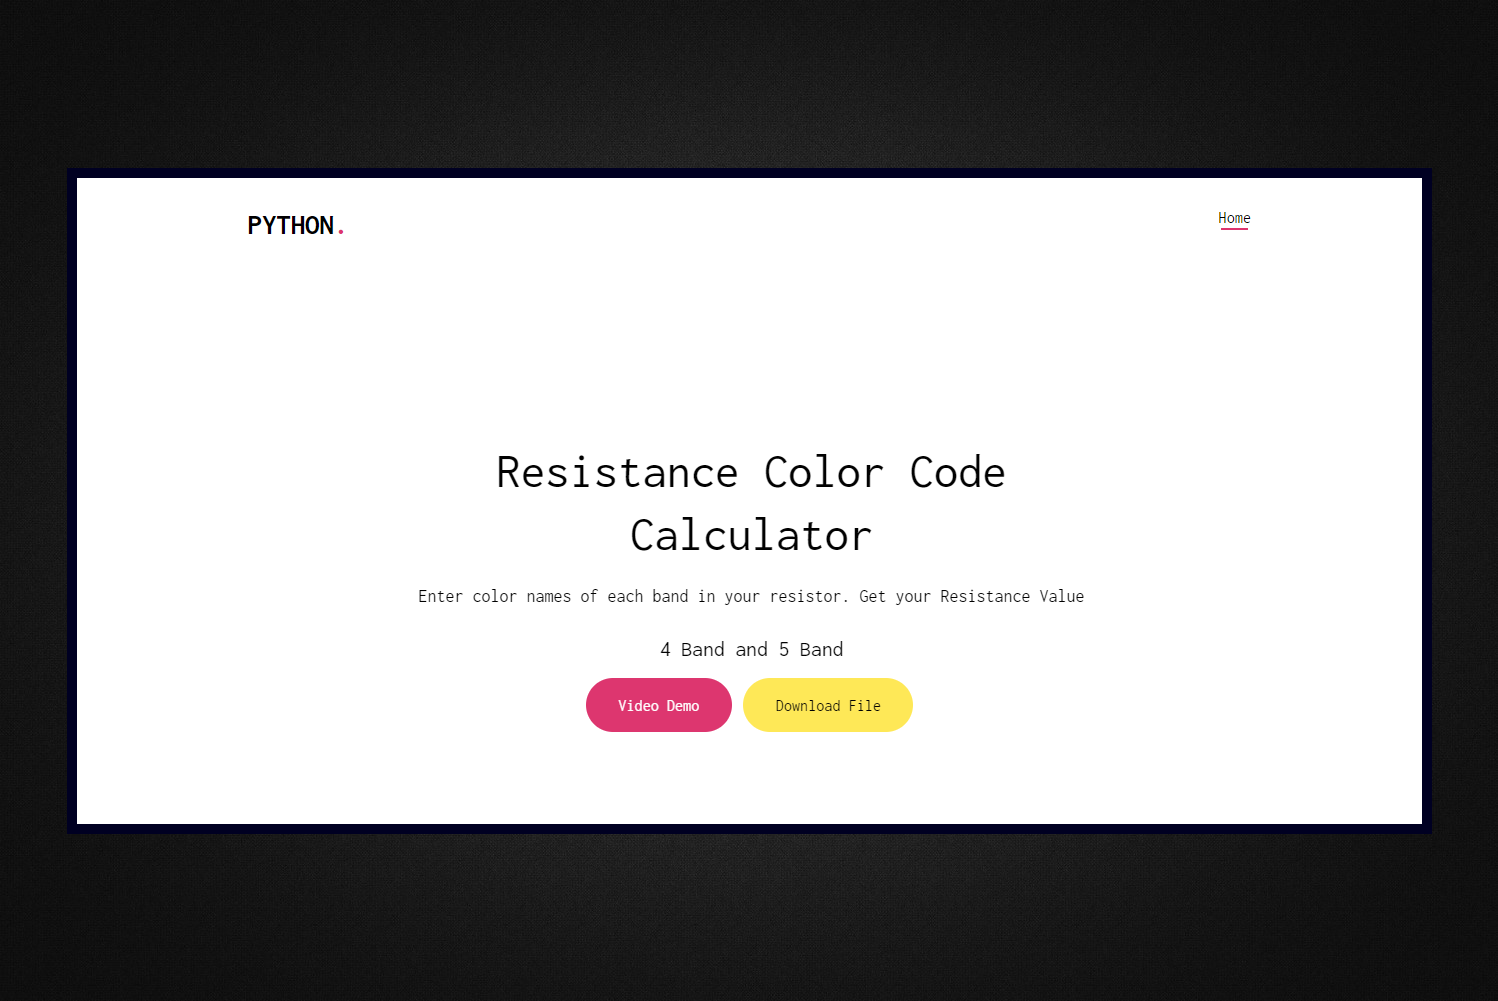 PYTHON.
Home
Resistance Color Code
Calculator
Enter color names of each band in your resistor. Get your Resistance Value
4 Band and 5 Band
Video Demo
Download File